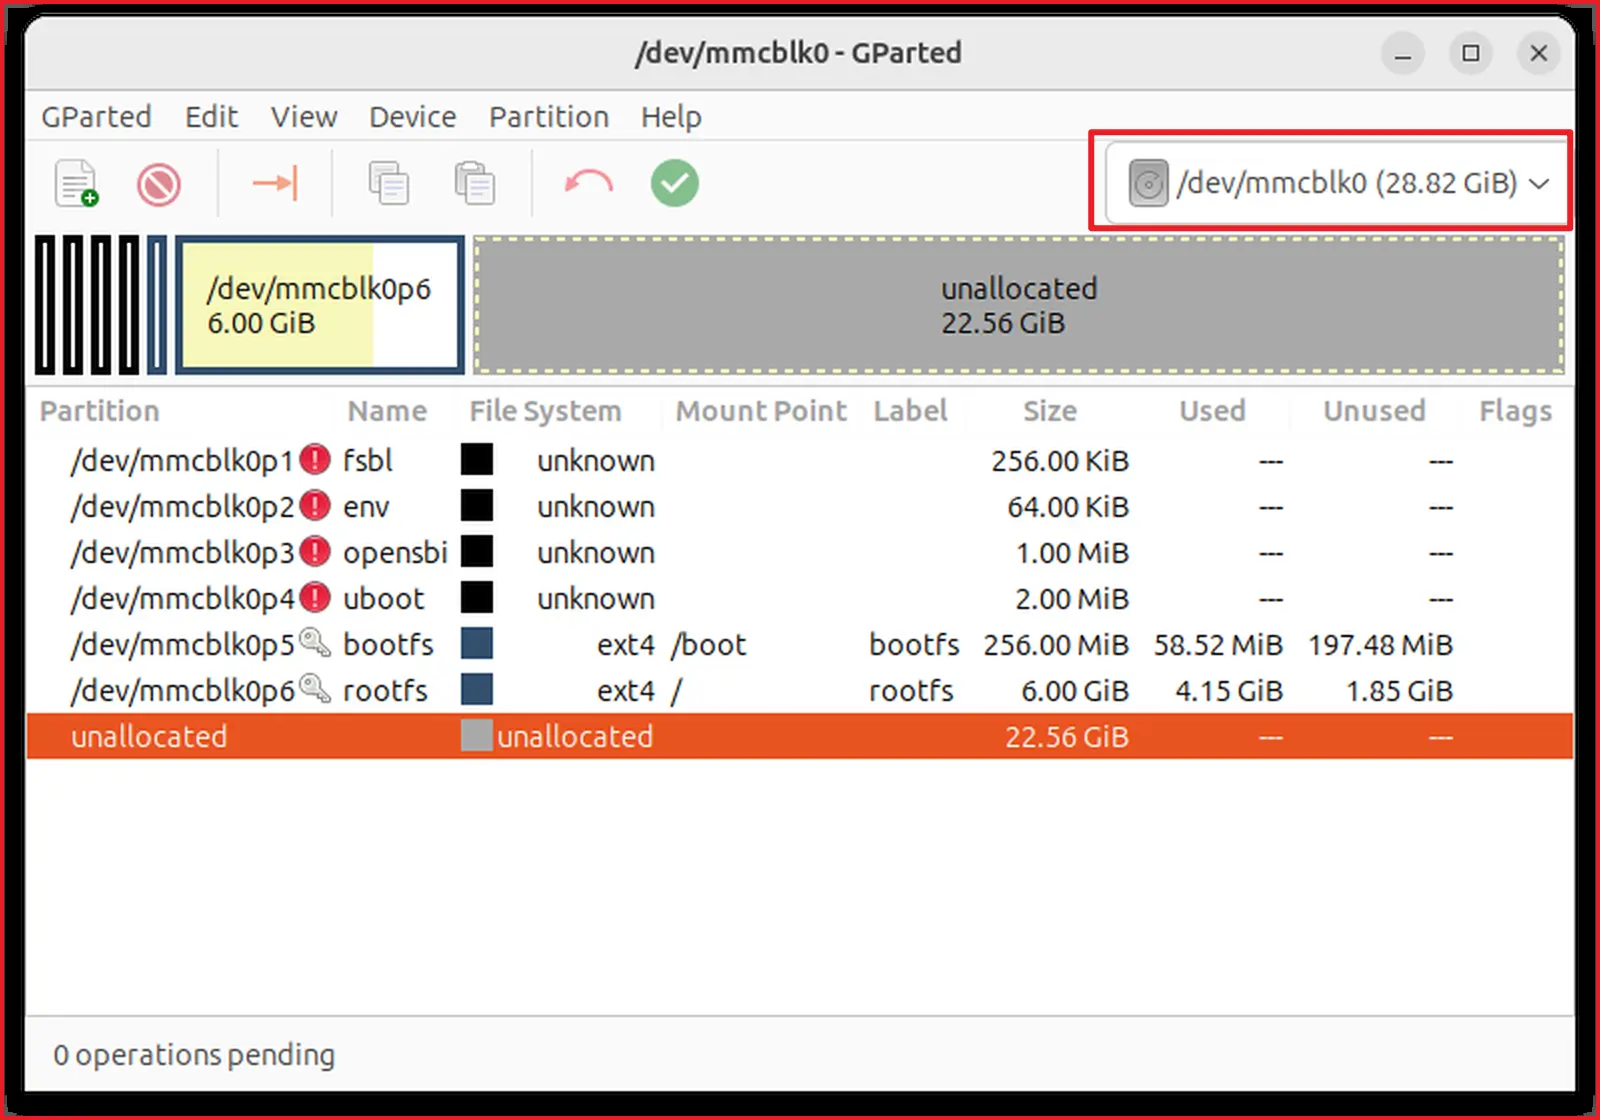 /dev/mmcblk0 - GParted
GParted Edit View Device Partition Help
/dev/mmcblk0 (28.82 GiB)
/dev/mmcblk0p6
6.00 GiB
unallocated
22.56 GiB
Partition Name File System Mount Point Label Size Used Unused Flags
/dev/mmcblk0p1 fsbl unknown 256.00 KiB --- ---
/dev/mmcblk0p2 env unknown 64.00 KiB --- ---
/dev/mmcblk0p3 opensbi unknown 1.00 MiB --- ---
/dev/mmcblk0p4 uboot unknown 2.00 MiB --- ---
/dev/mmcblk0p5 bootfs ext4 /boot bootfs 256.00 MiB 58.52 MiB 197.48 MiB
/dev/mmcblk0p6 rootfs ext4 / rootfs 6.00 GiB 4.15 GiB 1.85 GiB
unallocated unallocated 22.56 GiB --- ---
0 operations pending